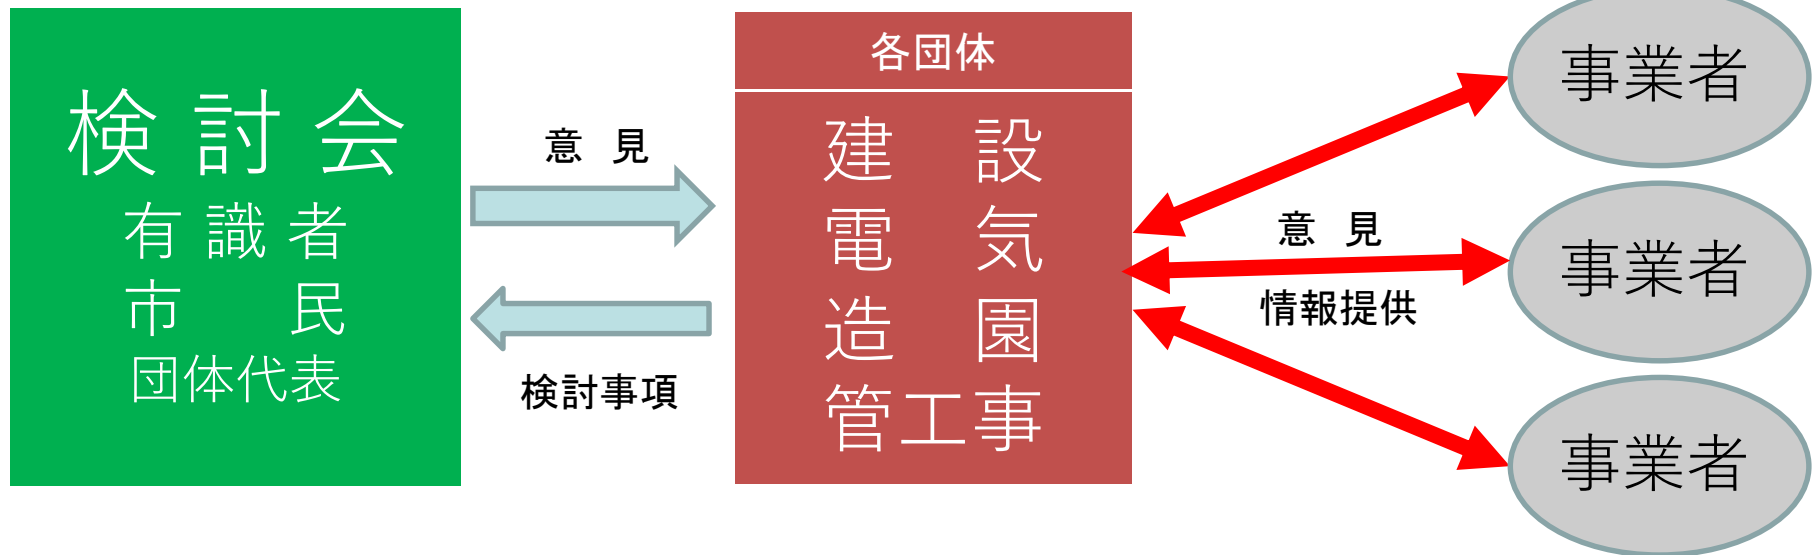 検討会
有識者
市　民
団体代表
意　見
検討事項
各団体
建　設
電　気
造　園
管工事
意　見
情報提供
事業者
事業者
事業者